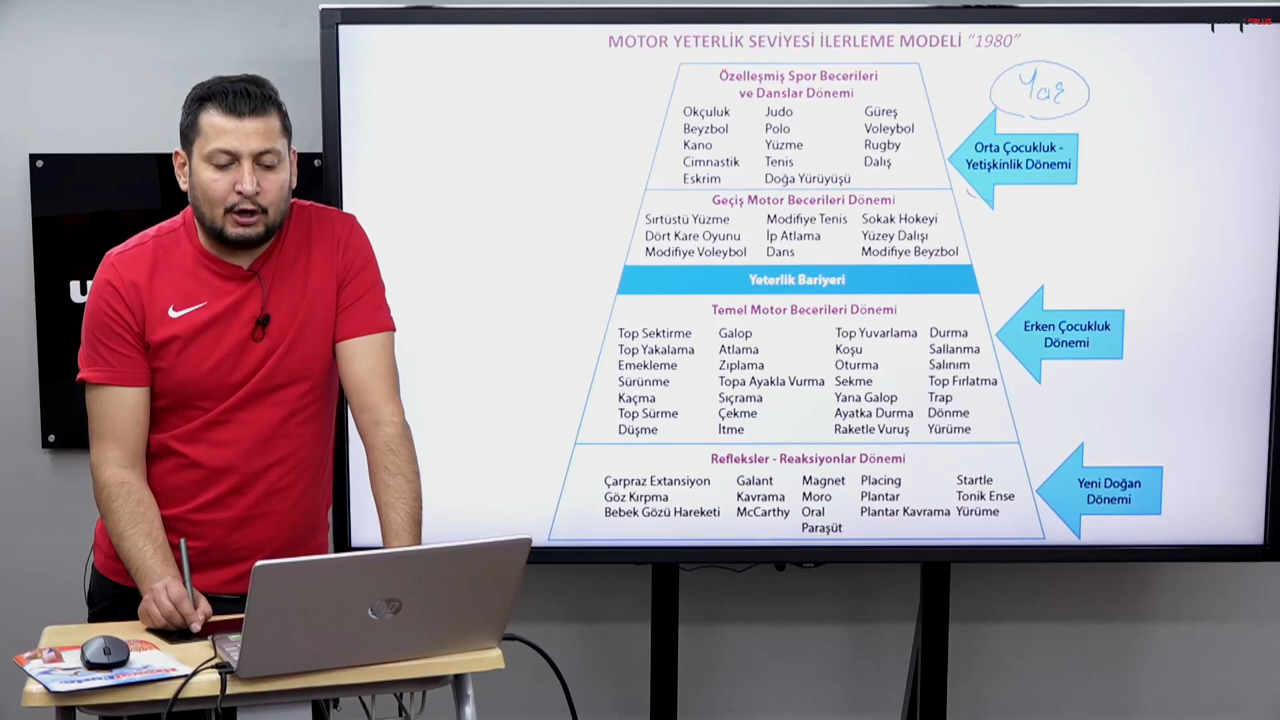 PLUS
MOTOR YETERLİK SEVİYESİ İLERLEME MODELİ “1980”
Özelleşmiş Spor Becerileri
ve Danslar Dönemi
Okçuluk Judo Güreş
Beyzbol Polo Voleybol
Kano Yüzme Rugby
Cimnastik Tenis Dalış
Eskrim Doğa Yürüyüşü
Yaş
Orta Çocukluk -
Yetişkinlik Dönemi
Geçiş Motor Becerileri Dönemi
Sırtüstü Yüzme Modifiye Tenis Sokak Hokeyi
Dört Kare Oyunu İp Atlama Yüzey Dalışı
Modifiye Voleybol Dans Modifiye Beyzbol
Yeterlik Bariyeri
Temel Motor Becerileri Dönemi
Top Sektirme Galop Top Yuvarlama Durma
Top Yakalama Atlama Koşu Sallanma
Emekleme Zıplama Oturma Salınım
Sürünme Topa Ayakla Vurma Sekme Top Fırlatma
Kaçma Sıçrama Yana Galop Trap
Top Sürme Çekme Ayatka Durma Dönme
Düşme İtme Raketle Vuruş Yürüme
Erken Çocukluk
Dönemi
Refleksler - Reaksiyonlar Dönemi
Çarpraz Extansiyon Galant Magnet Placing Startle
Göz Kırpma Kavrama Moro Plantar Tonik Ense
Bebek Gözü Hareketi McCarthy Oral Plantar Kavrama Yürüme
Paraşüt
Yeni Doğan
Dönemi
hp